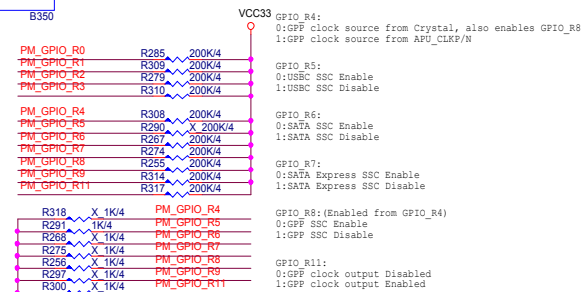 B350
VCC33
PM_GPIO_R0 R285 200K/4
PM_GPIO_R1 R309 200K/4
PM_GPIO_R2 R279 200K/4
PM_GPIO_R3 R310 200K/4
PM_GPIO_R4 R308 200K/4
PM_GPIO_R5 R290 X_200K/4
PM_GPIO_R6 R267 200K/4
PM_GPIO_R7 R274 200K/4
PM_GPIO_R8 R255 200K/4
PM_GPIO_R9 R314 200K/4
PM_GPIO_R11 R317 200K/4
R318 X_1K/4 PM_GPIO_R4
R291 1K/4 PM_GPIO_R5
R268 X_1K/4 PM_GPIO_R6
R275 X_1K/4 PM_GPIO_R7
R256 X_1K/4 PM_GPIO_R8
R297 X_1K/4 PM_GPIO_R9
R300 X_1K/4 PM_GPIO_R11
GPIO_R4:
0:GPP clock source from Crystal, also enables GPIO_R8
1:GPP clock source from APU_CLKP/N
GPIO_R5:
0:USBC SSC Enable
1:USBC SSC Disable
GPIO_R6:
0:SATA SSC Enable
1:SATA SSC Disable
GPIO_R7:
0:SATA Express SSC Enable
1:SATA Express SSC Disable
GPIO_R8:(Enabled from GPIO_R4)
0:GPP SSC Enable
1:GPP SSC Disable
GPIO_R11:
0:GPP clock output Disabled
1:GPP clock output Enabled